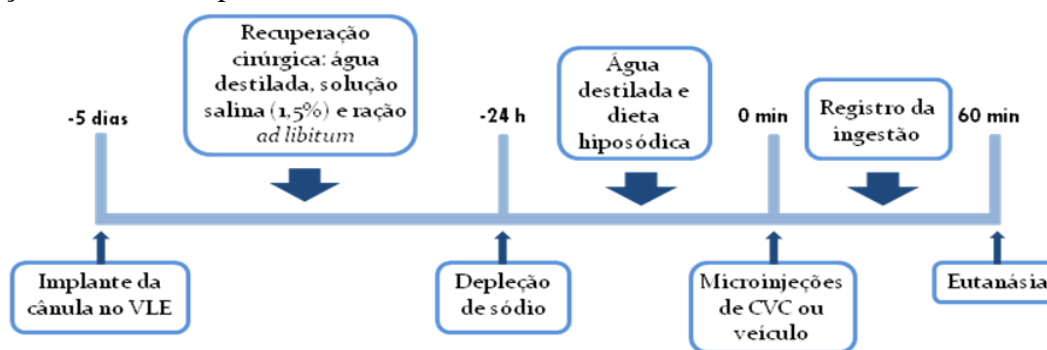 Recuperação
cirúrgica: água
destilada, solução
salina (1,5%) e ração
ad libitum
Água
destilada e
dieta
hiposódica
Registro da
ingestão
-5 dias
-24 h
0 min
60 min
Implante da
cânula no VLE
Depleção
de sódio
Microinjeções
de CVC ou
veículo
Eutanásia